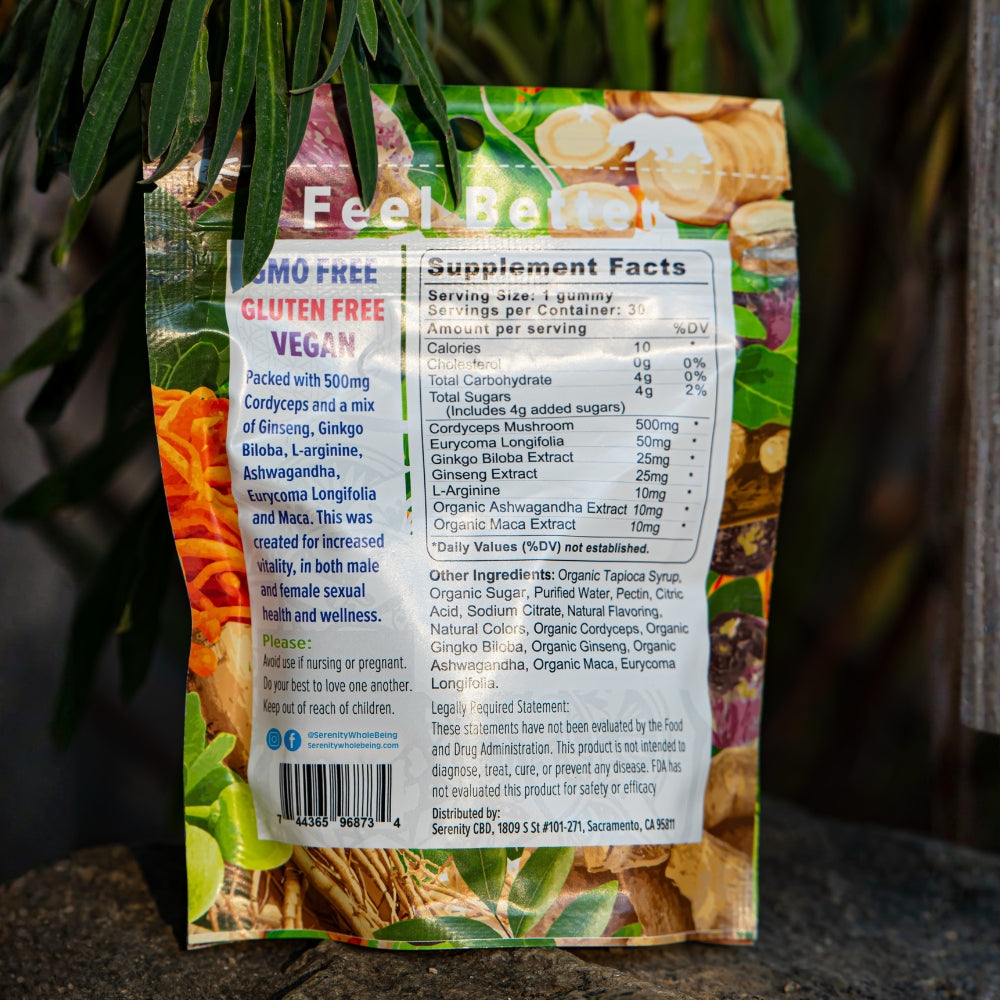 Feel Better
GMO FREE
GLUTEN FREE
VEGAN
Packed with 500mg
Cordyceps and a mix
of Ginseng, Ginkgo
Biloba, L-arginine,
Ashwagandha,
Eurycoma Longifolia
and Maca. This was
created for increased
vitality, in both male
and female sexual
health and wellness.
Please:
Avoid use if nursing or pregnant.
Do your best to love one another.
Keep out of reach of children.
@SerenityWholeBeing
Serenitywholebeing.com
7 44365 96873 4
Supplement Facts
Serving Size: 1 gummy
Servings per Container: 30
Amount per serving %DV
Calories 10 *
Cholesterol 0g 0%
Total Carbohydrate 4g 0%
Total Sugars 4g 2%
(Includes 4g added sugars)
Cordyceps Mushroom 500mg *
Eurycoma Longifolia 50mg *
Ginkgo Biloba Extract 25mg *
Ginseng Extract 25mg *
L-Arginine 10mg *
Organic Ashwagandha Extract 10mg *
Organic Maca Extract 10mg *
*Daily Values (%DV) not established.
Other Ingredients: Organic Tapioca Syrup,
Organic Sugar, Purified Water, Pectin, Citric
Acid, Sodium Citrate, Natural Flavoring,
Natural Colors, Organic Cordyceps, Organic
Gingko Biloba, Organic Ginseng, Organic
Ashwagandha, Organic Maca, Eurycoma
Longifolia.
Legally Required Statement:
These statements have not been evaluated by the Food
and Drug Administration. This product is not intended to
diagnose, treat, cure, or prevent any disease. FDA has
not evaluated this product for safety or efficacy
Distributed by:
Serenity CBD, 1809 S St #101-271, Sacramento, CA 95811